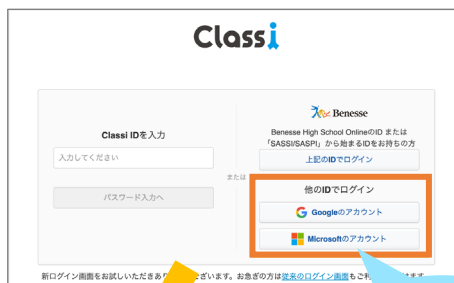 Classi
Classi IDを入力
入力してください
パスワード入力へ
または
Benesse
Benesse High School OnlineのID または
「SASSI/SASPI」から始まるIDをお持ちの方
上記のIDでログイン
他のIDでログイン
Googleのアカウント
Microsoftのアカウント
新ログイン画面をお試しいただきあり ざいます。お急ぎの方は従来のログイン画面もご利 けます